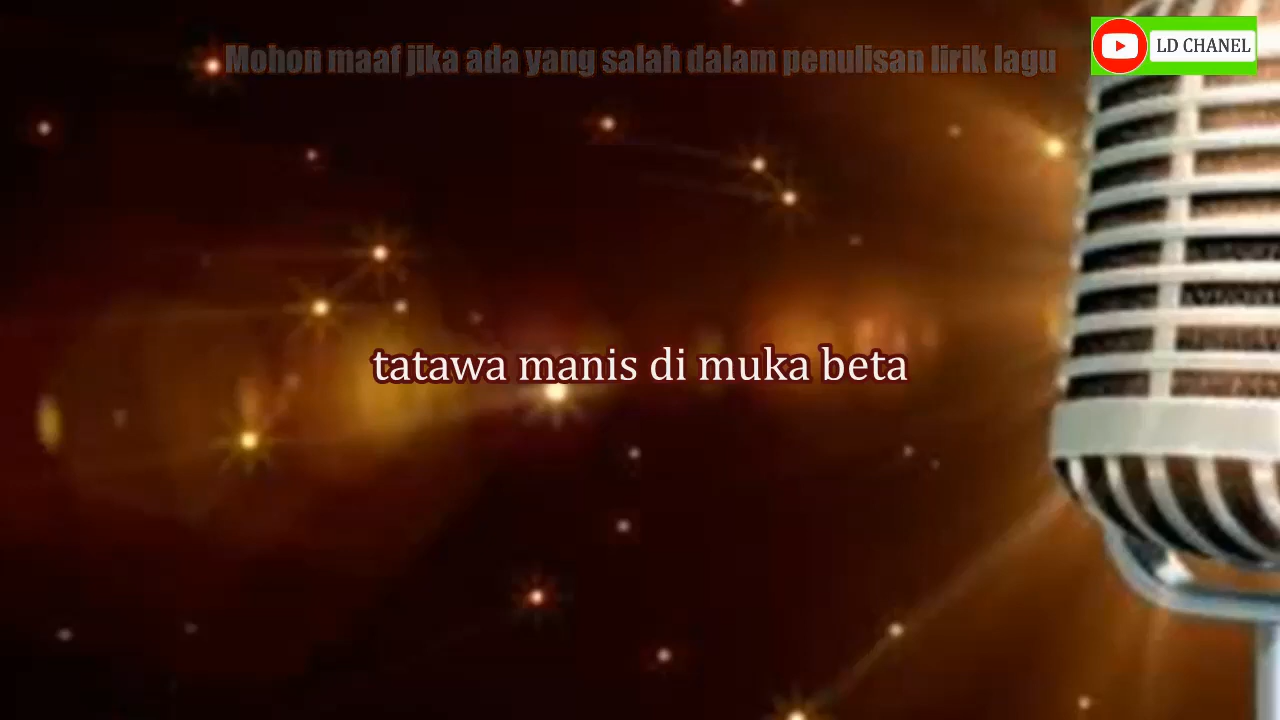 Mohon maaf jika ada yang salah dalam penulisan lirik lagu
LD CHANEL
tatawa manis di muka beta